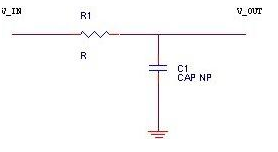 R1
V_IN
V_OUT
R
C1
CAP NP